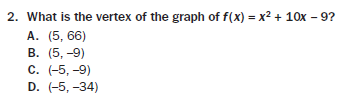 2. What is the vertex of the graph of f(x) = x² + 10x – 9?
A. (5, 66)
B. (5, –9)
C. (–5, –9)
D. (–5, –34)